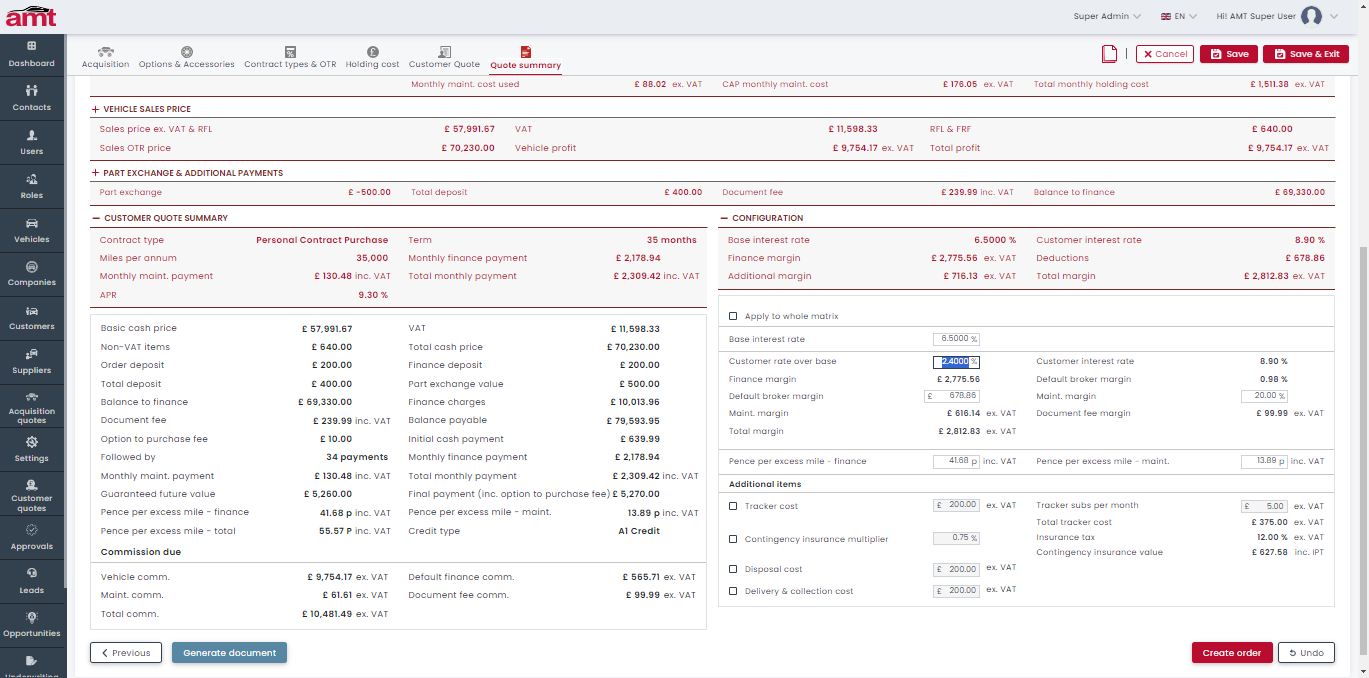 amt
Super Admin EN Hi! AMT Super User
Dashboard
Contacts
Users
Roles
Vehicles
Companies
Customers
Suppliers
Acquisition
quotes
Settings
Customer
quotes
Approvals
Leads
Opportunities
Underwriting
Acquisition Options & Accessories Contract types & OTR Holding cost Customer Quote Quote summary
| Cancel Save Save & Exit
Monthly maint. cost used £ 88.02 ex. VAT CAP monthly maint. cost £ 176.05 ex. VAT Total monthly holding cost £ 1,511.38 ex. VAT
+ VEHICLE SALES PRICE
Sales price ex. VAT & RFL £ 57,991.67 VAT £ 11,598.33 RFL & FRF £ 640.00
Sales OTR price £ 70,230.00 Vehicle profit £ 9,754.17 ex. VAT Total profit £ 9,754.17 ex. VAT
+ PART EXCHANGE & ADDITIONAL PAYMENTS
Part exchange £ -500.00 Total deposit £ 400.00 Document fee £ 239.99 inc. VAT Balance to finance £ 69,330.00
— CUSTOMER QUOTE SUMMARY
Contract type Personal Contract Purchase Term 35 months
Miles per annum 35,000 Monthly finance payment £ 2,178.94
Monthly maint. payment £ 130.48 inc. VAT Total monthly payment £ 2,309.42 inc. VAT
APR 9.30 %
Basic cash price £ 57,991.67 VAT £ 11,598.33
Non-VAT items £ 640.00 Total cash price £ 70,230.00
Order deposit £ 200.00 Finance deposit £ 200.00
Total deposit £ 400.00 Part exchange value £ 500.00
Balance to finance £ 69,330.00 Finance charges £ 10,013.96
Document fee £ 239.99 inc. VAT Balance payable £ 79,593.95
Option to purchase fee £ 10.00 Initial cash payment £ 639.99
Followed by 34 payments Monthly finance payment £ 2,178.94
Monthly maint. payment £ 130.48 inc. VAT Total monthly payment £ 2,309.42 inc. VAT
Guaranteed future value £ 5,260.00 Final payment (inc. option to purchase fee) £ 5,270.00
Pence per excess mile - finance 41.68 p inc. VAT Pence per excess mile - maint. 13.89 p inc. VAT
Pence per excess mile - total 55.57 P inc. VAT Credit type A1 Credit
Commission due
Vehicle comm. £ 9,754.17 ex. VAT Default finance comm. £ 565.71 ex. VAT
Maint. comm. £ 61.61 ex. VAT Document fee comm. £ 99.99 ex. VAT
Total comm. £ 10,481.49 ex. VAT
— CONFIGURATION
Base interest rate 6.5000 % Customer interest rate 8.90 %
Finance margin £ 2,775.56 ex. VAT Deductions £ 678.86
Additional margin £ 716.13 ex. VAT Total margin £ 2,812.83 ex. VAT
Apply to whole matrix
Base interest rate 6.5000 %
Customer rate over base 2.4000 % Customer interest rate 8.90 %
Finance margin £ 2,775.56 Default broker margin 0.98 %
Default broker margin £ 678.86 Maint. margin 20.00 %
Maint. margin £ 616.14 ex. VAT Document fee margin £ 99.99 ex. VAT
Total margin £ 2,812.83 ex. VAT
Pence per excess mile - finance 41.68 p inc. VAT Pence per excess mile - maint. 13.89 p inc. VAT
Additional items
Tracker cost £ 200.00 ex. VAT Tracker subs per month £ 5.00 ex. VAT
Total tracker cost £ 375.00 ex. VAT
Contingency insurance multiplier 0.75 % Insurance tax 12.00 % ex. VAT
Contingency insurance value £ 627.58 inc. IPT
Disposal cost £ 200.00 ex. VAT
Delivery & collection cost £ 200.00 ex. VAT
Previous Generate document Create order Undo